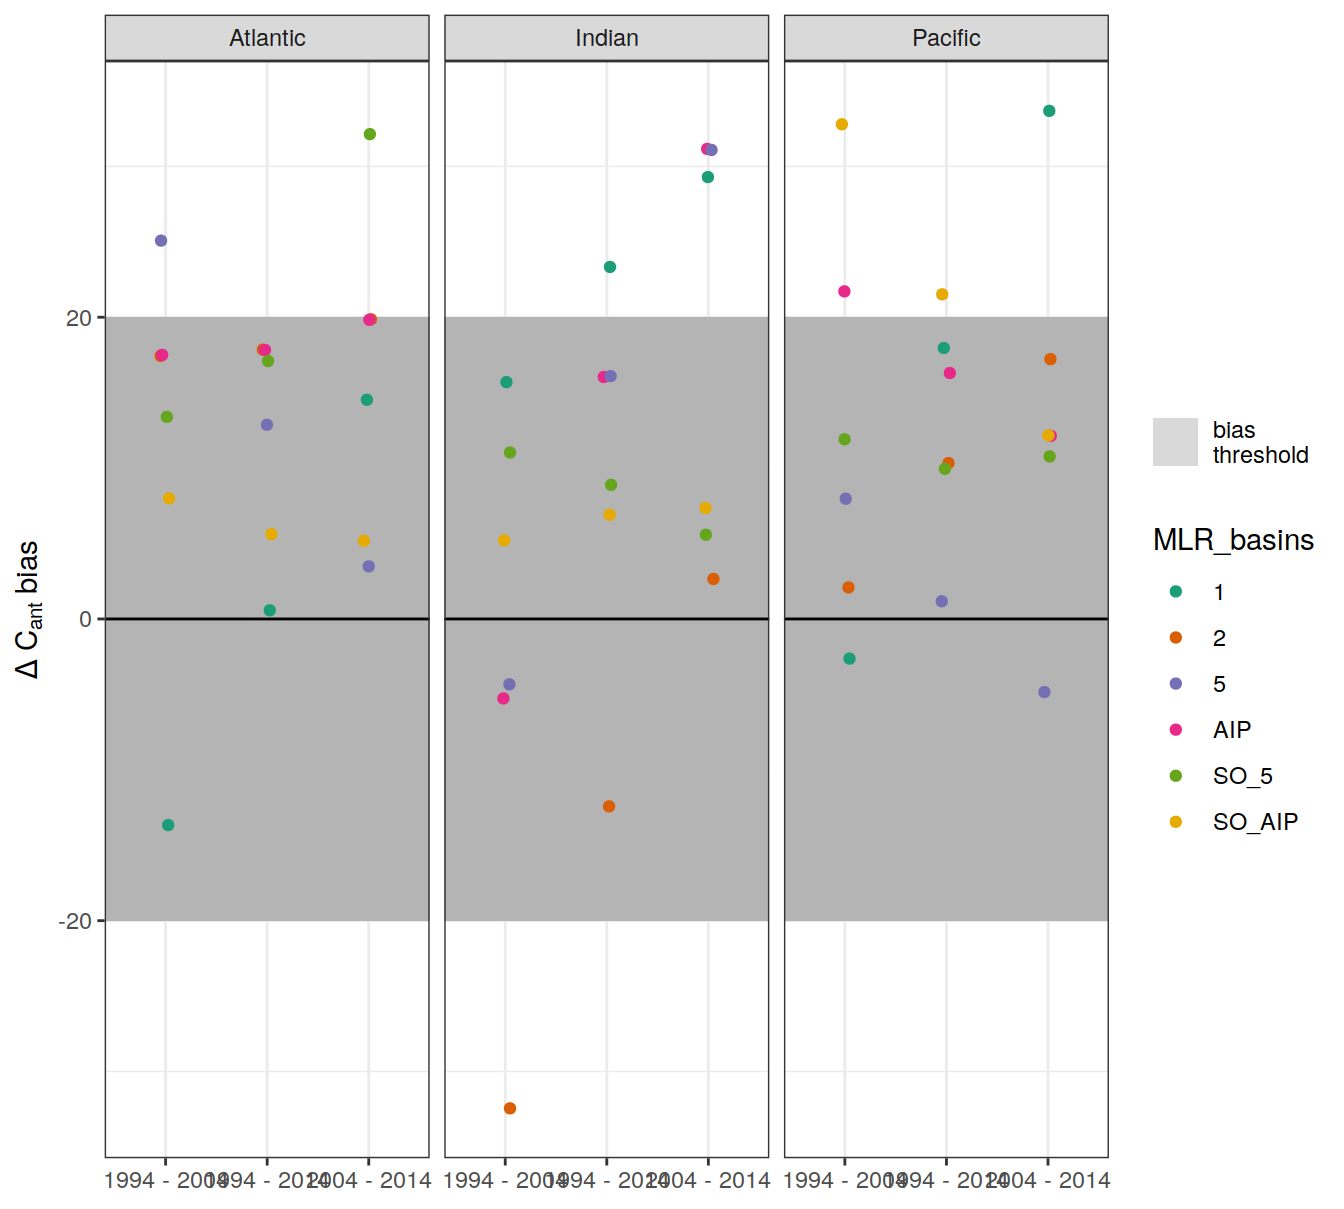 Atlantic
Indian
Pacific
20
0
-20
Δ Cant bias
1994 - 2004
1994 - 2014
2004 - 2014
1994 - 2004
1994 - 2014
2004 - 2014
1994 - 2004
1994 - 2014
2004 - 2014
bias
threshold
MLR_basins
1
2
5
AIP
SO_5
SO_AIP